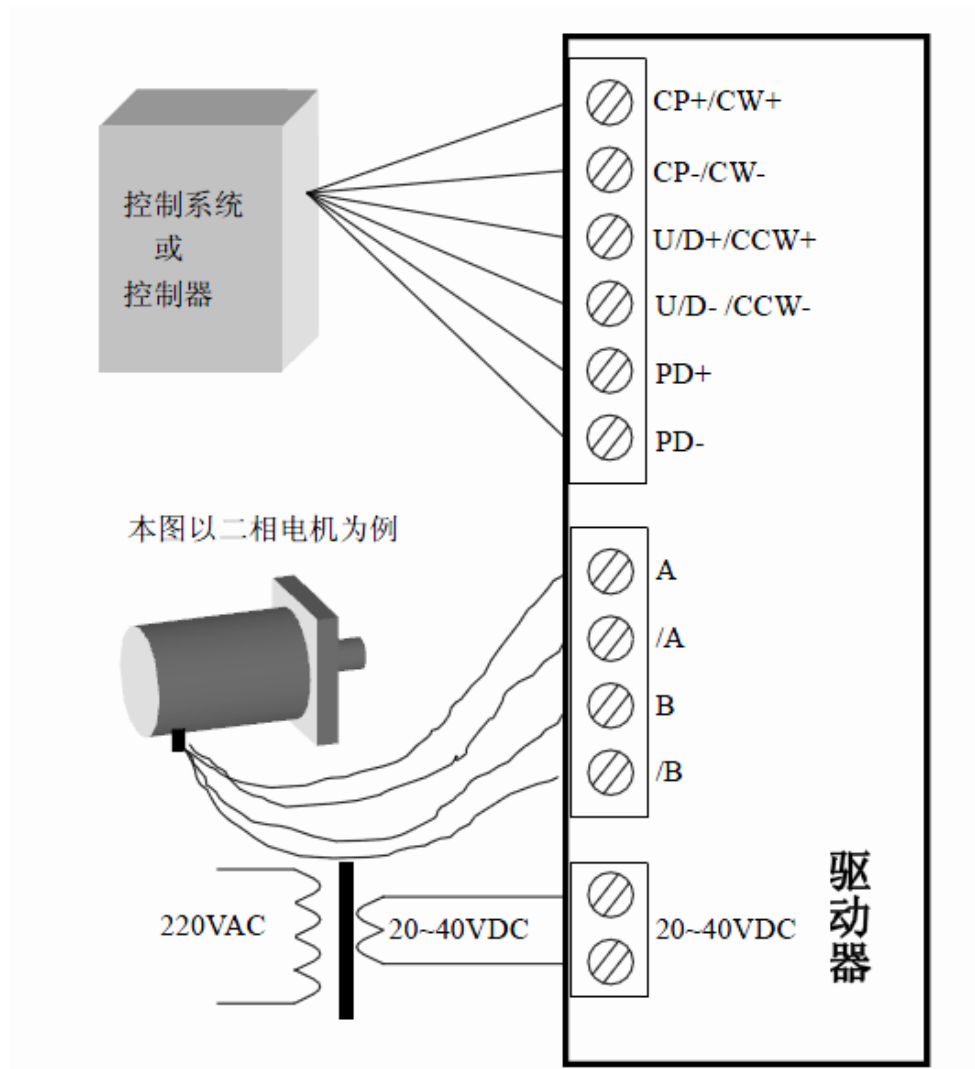 控制系统
或
控制器
CP+/CW+
CP-/CW-
U/D+/CCW+
U/D- /CCW-
PD+
PD-
本图以二相电机为例
A
/A
B
/B
220VAC
20~40VDC
20~40VDC
驱动器